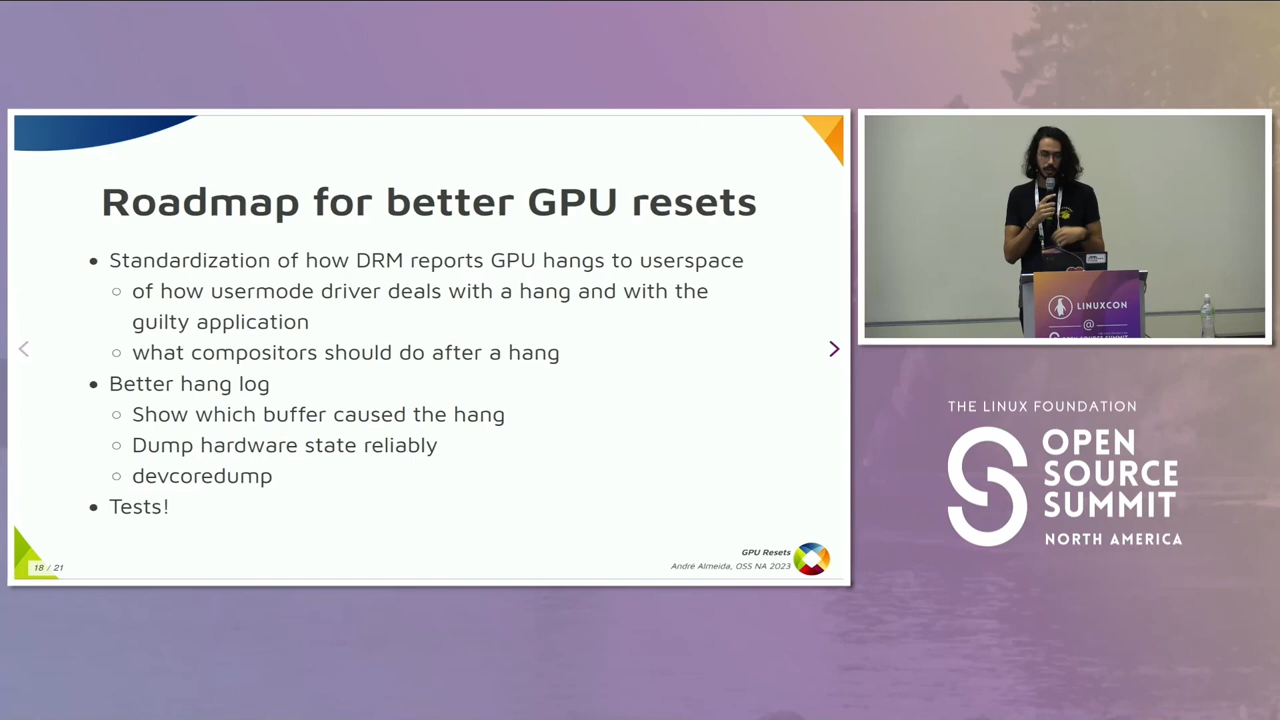 Roadmap for better GPU resets
• Standardization of how DRM reports GPU hangs to userspace
○ of how usermode driver deals with a hang and with the
guilty application
○ what compositors should do after a hang
• Better hang log
○ Show which buffer caused the hang
○ Dump hardware state reliably
○ devcoredump
• Tests!
18 / 21
GPU Resets
André Almeida, OSS NA 2023
LINUXCON
@
OPEN SOURCE SUMMIT
THE LINUX FOUNDATION
OPEN
SOURCE
SUMMIT
NORTH AMERICA